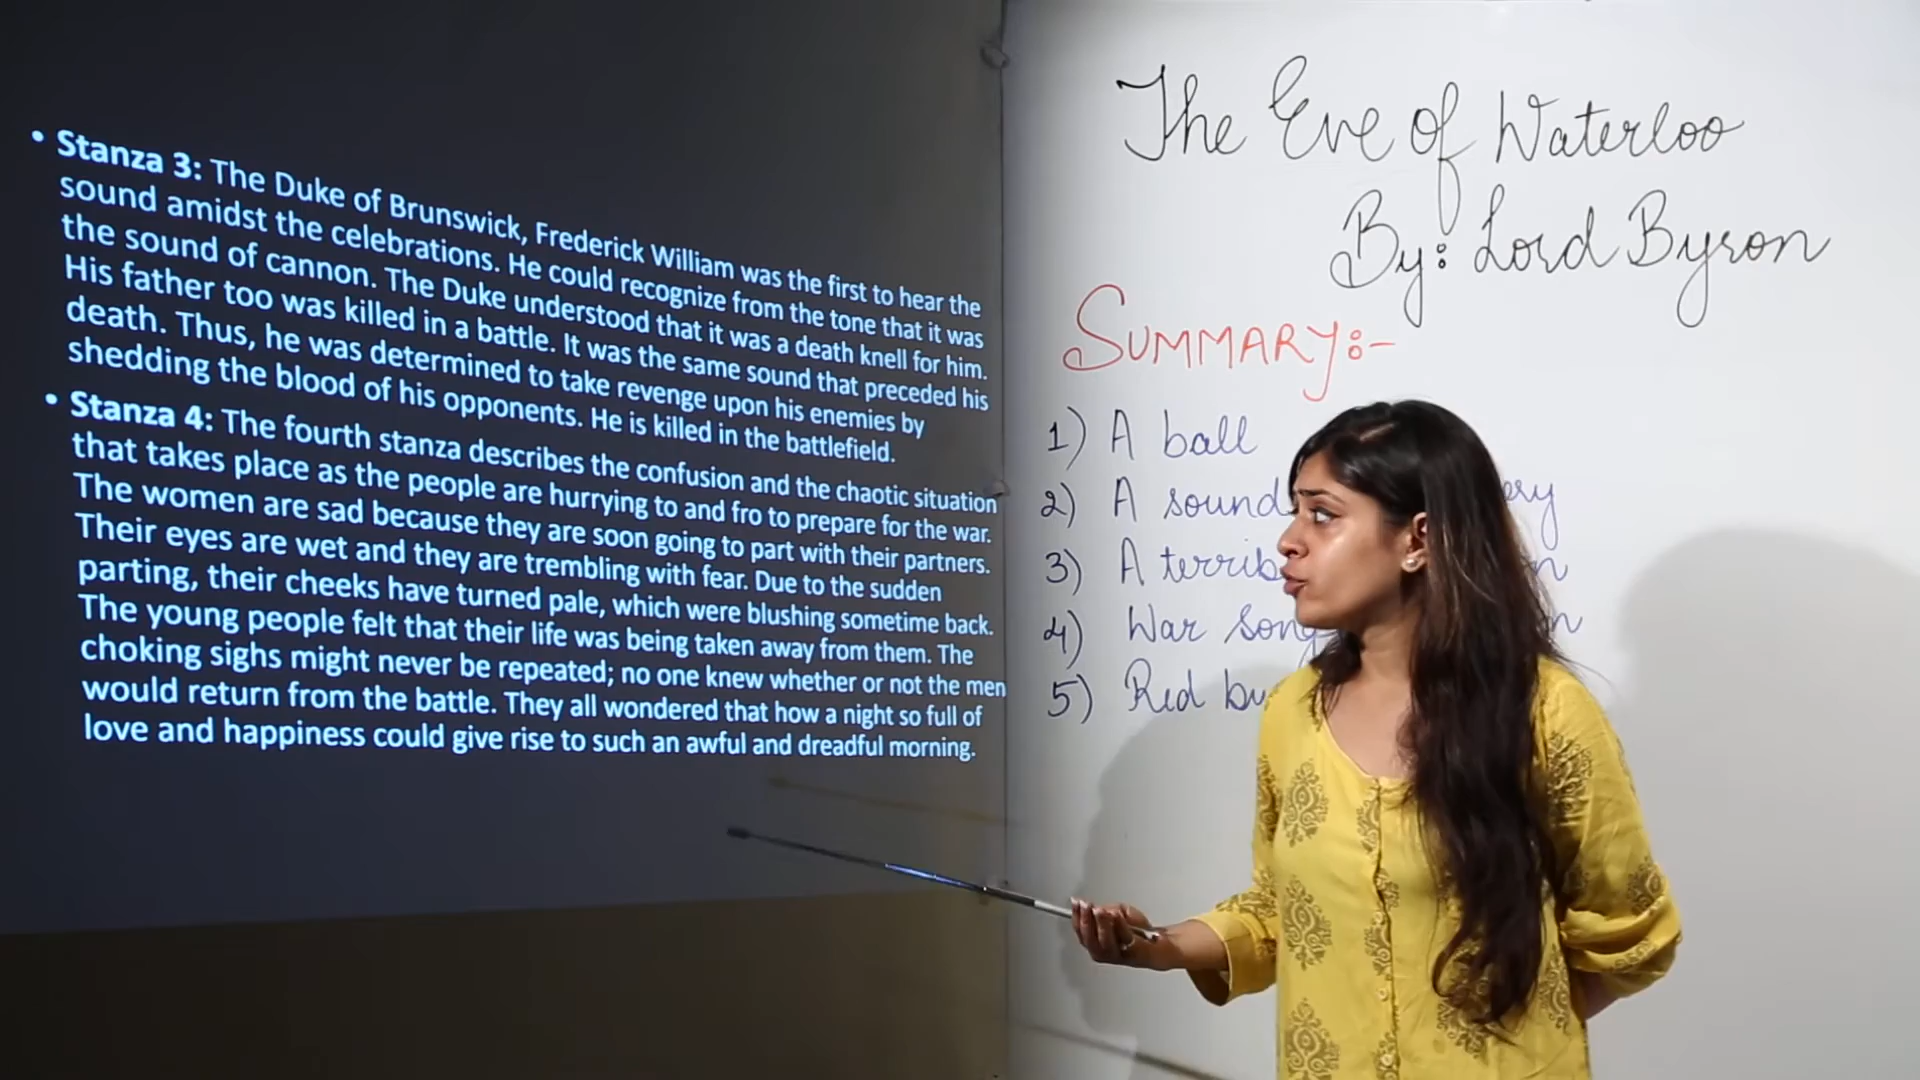 • Stanza 3: The Duke of Brunswick, Frederick William was the first to hear the
sound amidst the celebrations. He could recognize from the tone that it was
the sound of cannon. The Duke understood that it was a death knell for him.
His father too was killed in a battle. It was the same sound that preceded his
death. Thus, he was determined to take revenge upon his enemies by
shedding the blood of his opponents. He is killed in the battlefield.
• Stanza 4: The fourth stanza describes the confusion and the chaotic situation
that takes place as the people are hurrying to and fro to prepare for the war.
The women are sad because they are soon going to part with their partners.
Their eyes are wet and they are trembling with fear. Due to the sudden
parting, their cheeks have turned pale, which were blushing sometime back.
The young people felt that their life was being taken away from them. The
choking sighs might never be repeated; no one knew whether or not the men
would return from the battle. They all wondered that how a night so full of
love and happiness could give rise to such an awful and dreadful morning.
The Eve of Waterloo
By: Lord Byron
SUMMARY:-
1) A ball
2) A sound
3) A
4) War
5) Red